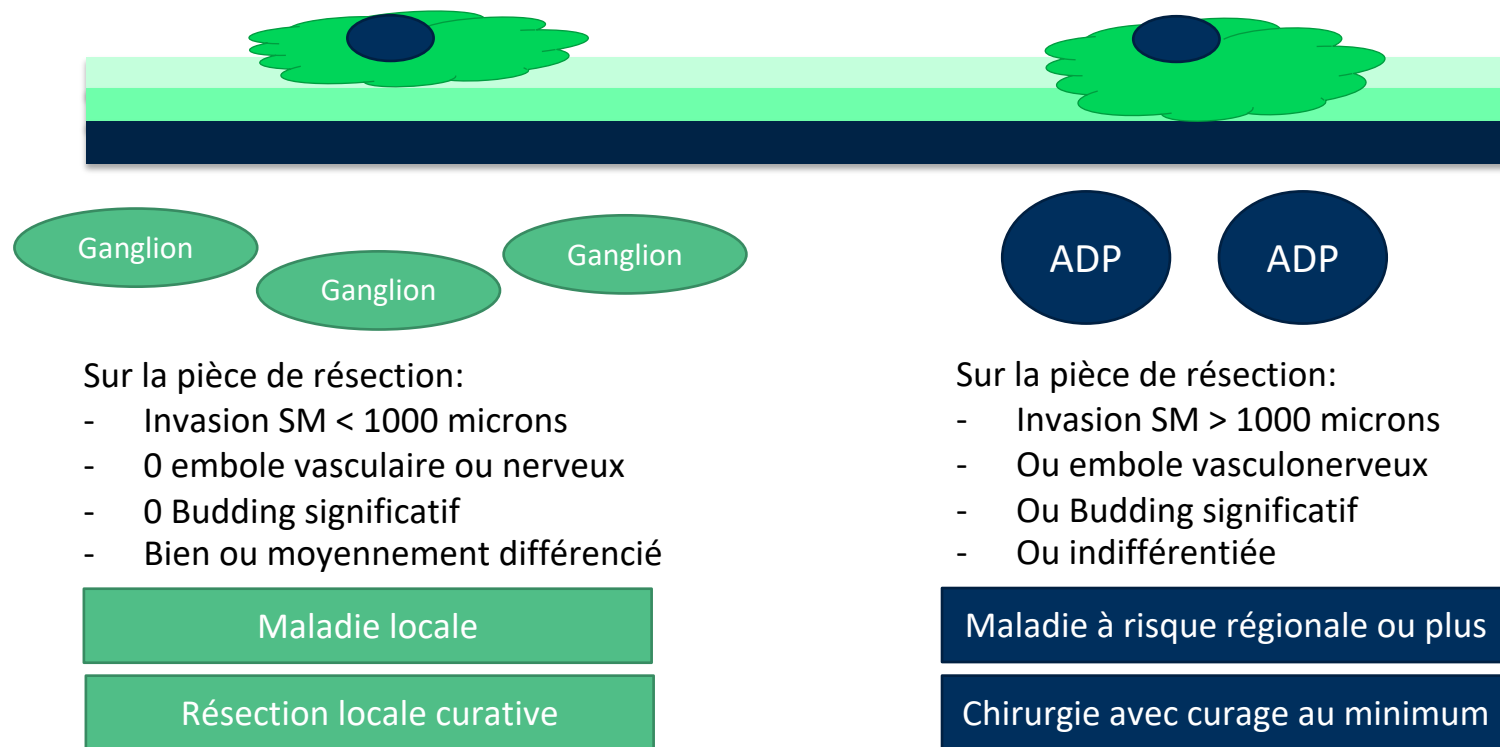 Ganglion
Ganglion
Ganglion
ADP
ADP
Sur la pièce de résection:
- Invasion SM < 1000 microns
- 0 embole vasculaire ou nerveux
- 0 Budding significatif
- Bien ou moyennement différencié
Maladie locale
Résection locale curative
Sur la pièce de résection:
- Invasion SM > 1000 microns
- Ou embole vasculonerveux
- Ou Budding significatif
- Ou indifférentiée
Maladie à risque régionale ou plus
Chirurgie avec curage au minimum